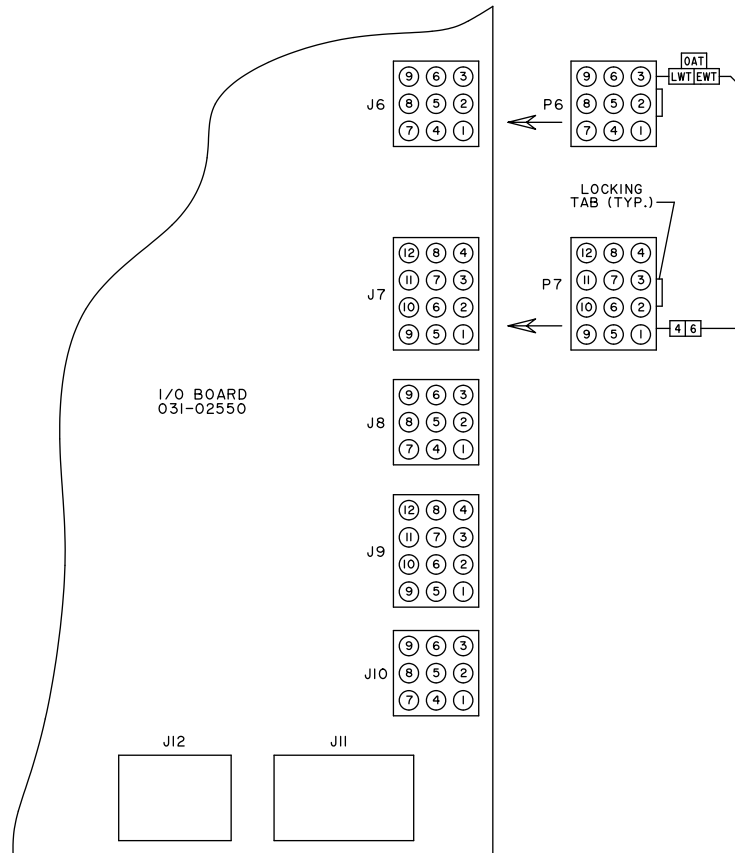 J6
9 6 3
8 5 2
7 4 1
P6
9 6 3
8 5 2
7 4 1
OAT
LWT EWT
LOCKING
TAB (TYP.)
J7
12 8 4
11 7 3
10 6 2
9 5 1
P7
12 8 4
11 7 3
10 6 2
9 5 1
4 6
I/O BOARD
031-02550
J8
9 6 3
8 5 2
7 4 1
J9
12 8 4
11 7 3
10 6 2
9 5 1
J10
9 6 3
8 5 2
7 4 1
J12
J11